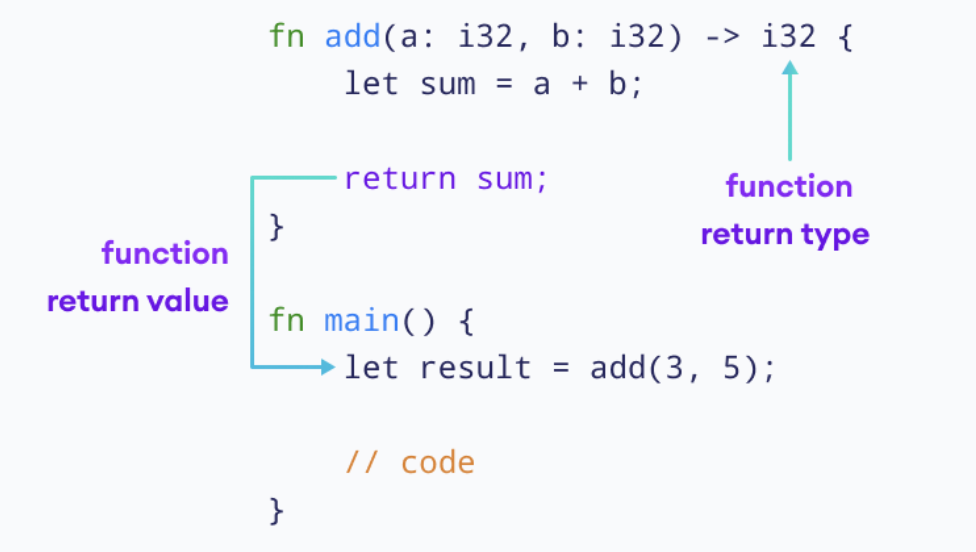 fn add(a: i32, b: i32) -> i32 {
    let sum = a + b;
    return sum;
function
return type
}
function
return value
fn main() {
    let result = add(3, 5);
    // code
}